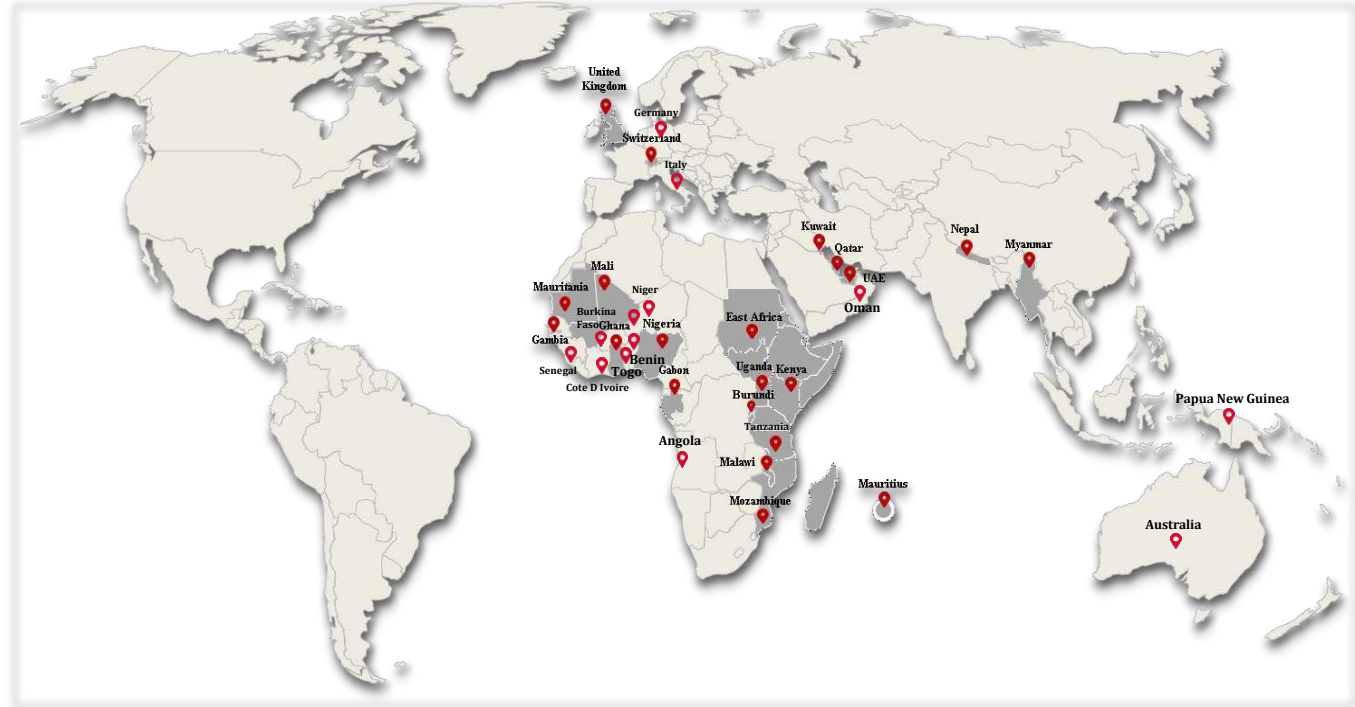 United
Kingdom
Germany
Switzerland
Italy
Kuwait
Qatar
UAE
Oman
Nepal
Myanmar
Mali
Mauritania
Niger
Burkina
Faso
Ghana
Nigeria
East Africa
Gambia
Benin
Senegal
Togo
Gabon
Uganda
Kenya
Cote D Ivoire
Burundi
Papua New Guinea
Tanzania
Angola
Malawi
Mauritius
Mozambique
Australia